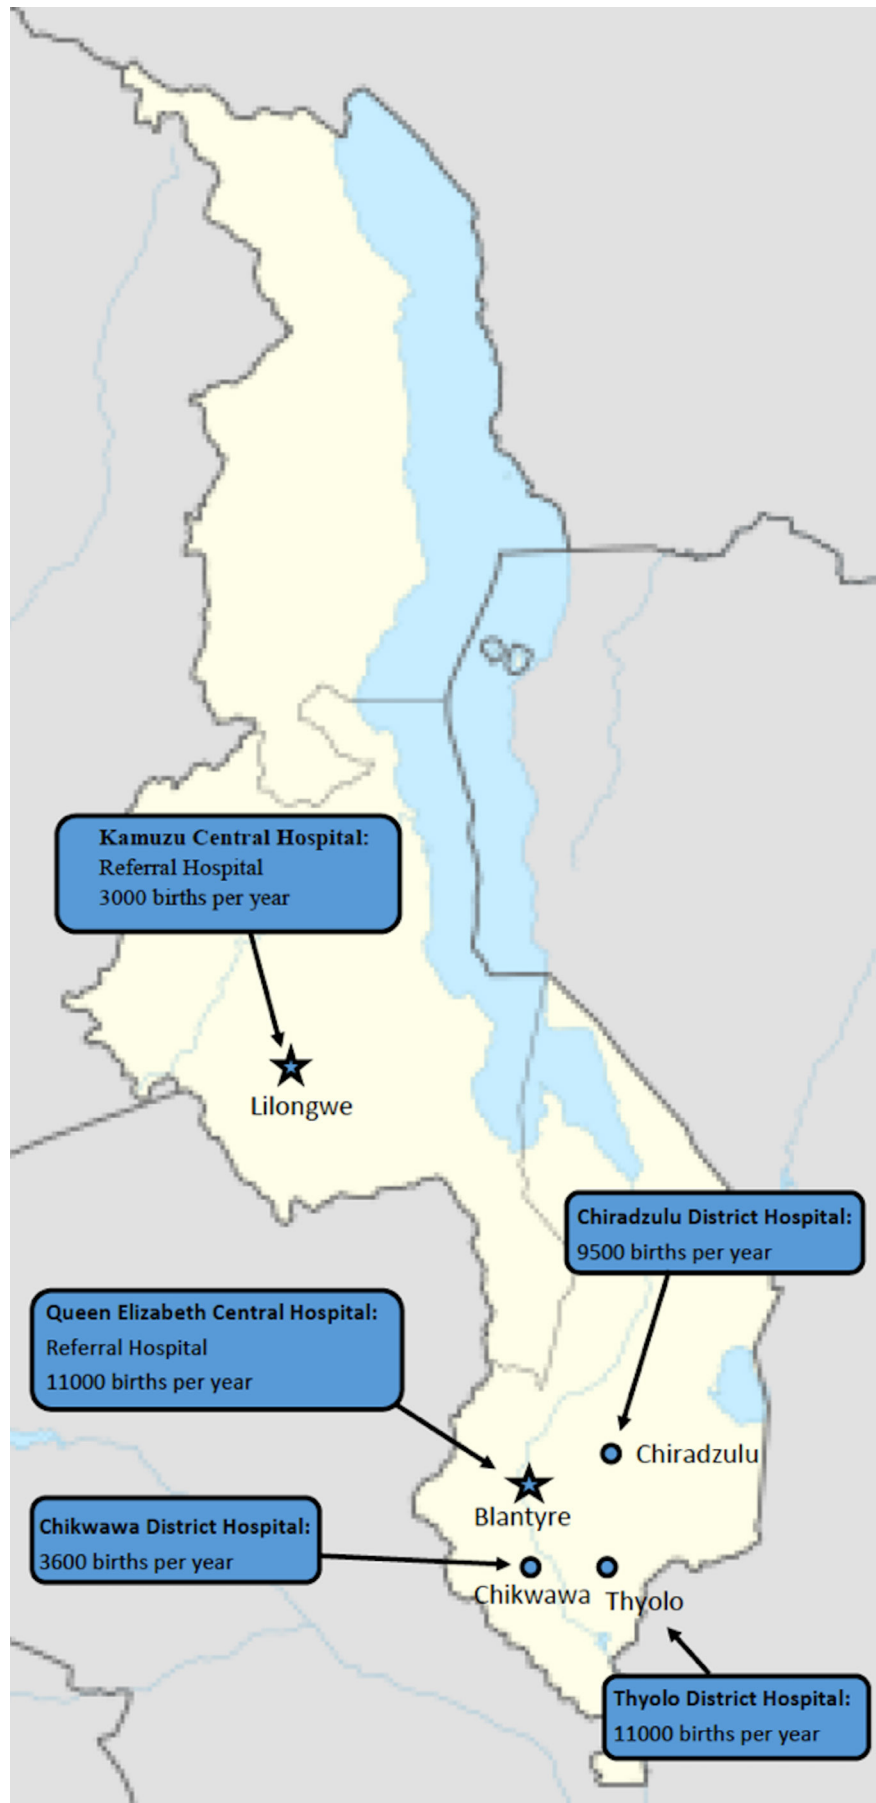 Kamuzu Central Hospital:
Referral Hospital
3000 births per year
Lilongwe
Chiradzulu District Hospital:
9500 births per year
Queen Elizabeth Central Hospital:
Referral Hospital
11000 births per year
Chiradzulu
Blantyre
Chikwawa District Hospital:
3600 births per year
Chikwawa
Thyolo
Thyolo District Hospital:
11000 births per year